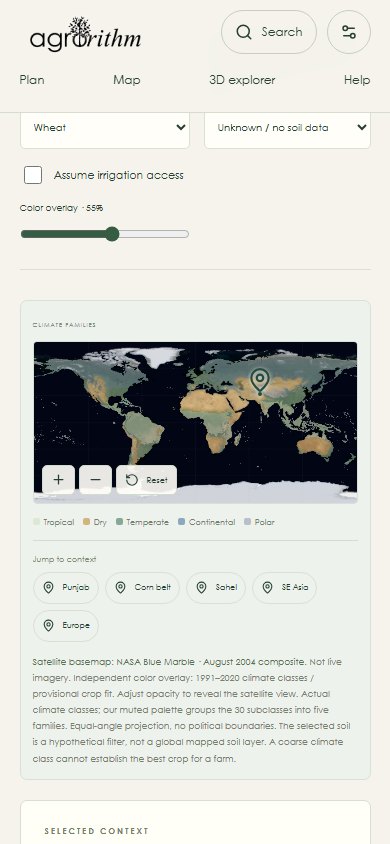 agrorithm
Search
Plan
Map
3D explorer
Help
Wheat
Unknown / no soil data
Assume irrigation access
Color overlay · 55%
CLIMATE FAMILIES
Reset
Tropical
Dry
Temperate
Continental
Polar
Jump to context
Punjab
Corn belt
Sahel
SE Asia
Europe
Satellite basemap: NASA Blue Marble · August 2004 composite. Not live
imagery. Independent color overlay: 1991–2020 climate classes /
provisional crop fit. Adjust opacity to reveal the satellite view. Actual
climate classes; our muted palette groups the 30 subclasses into five
families. Equal-angle projection, no political boundaries. The selected soil
is a hypothetical filter, not a global mapped soil layer. A coarse climate
class cannot establish the best crop for a farm.
SELECTED CONTEXT